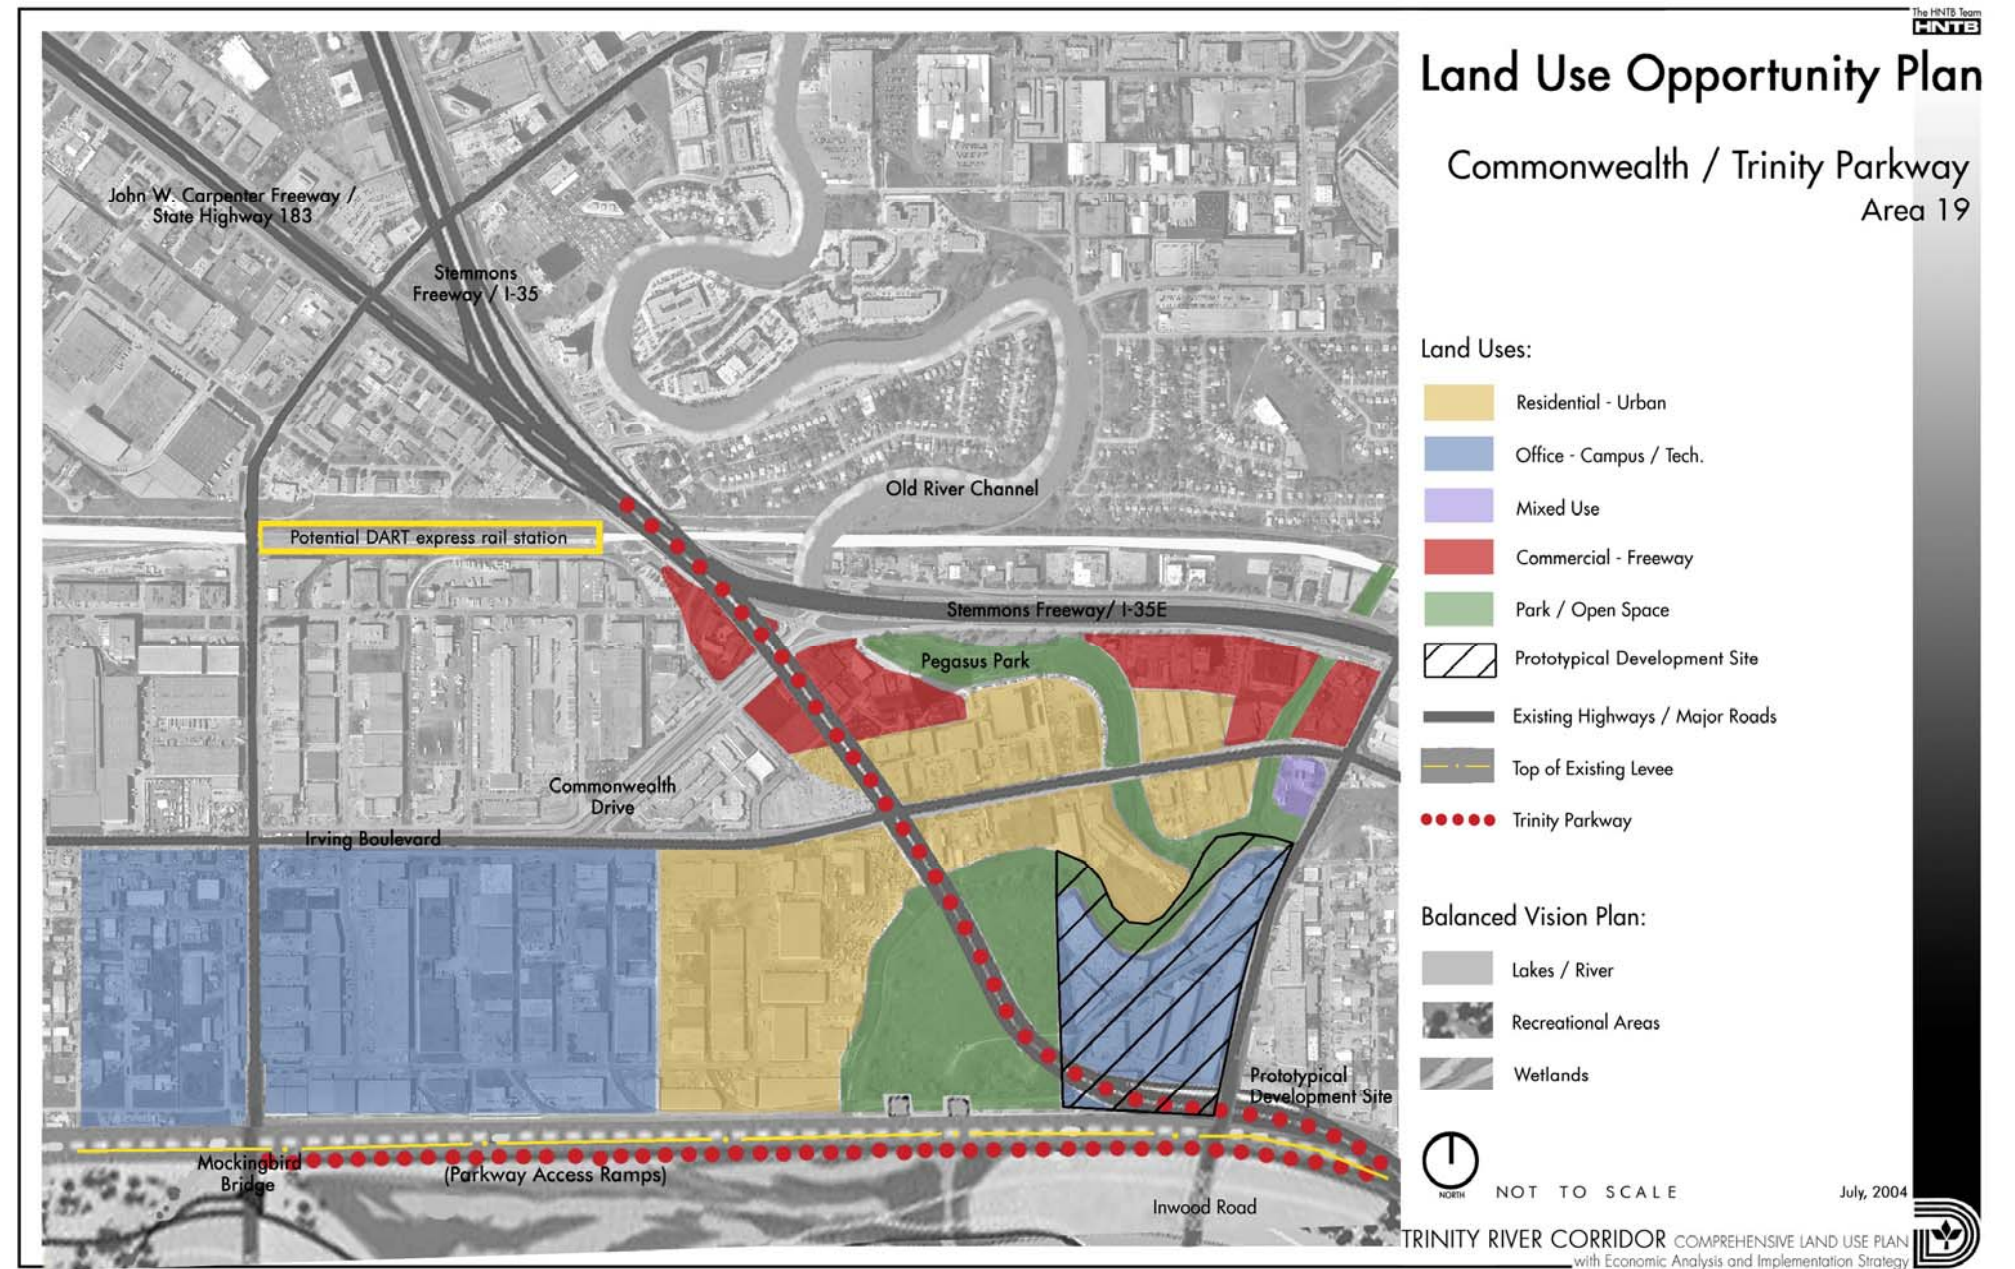 The HNTB Team
HNTB
Land Use Opportunity Plan
Commonwealth / Trinity Parkway
Area 19
John W. Carpenter Freeway /
State Highway 183
Stemmons
Freeway / I-35
Old River Channel
Potential DART express rail station
Stemmons Freeway/ I-35E
Pegasus Park
Commonwealth
Drive
Irving Boulevard
Prototypical
Development Site
Mockingbird
Bridge
(Parkway Access Ramps)
Inwood Road
Land Uses:
Residential - Urban
Office - Campus / Tech.
Mixed Use
Commercial - Freeway
Park / Open Space
Prototypical Development Site
Existing Highways / Major Roads
Top of Existing Levee
Trinity Parkway
Balanced Vision Plan:
Lakes / River
Recreational Areas
Wetlands
NORTH
NOT TO SCALE
July, 2004
TRINITY RIVER CORRIDOR COMPREHENSIVE LAND USE PLAN
with Economic Analysis and Implementation Strategy